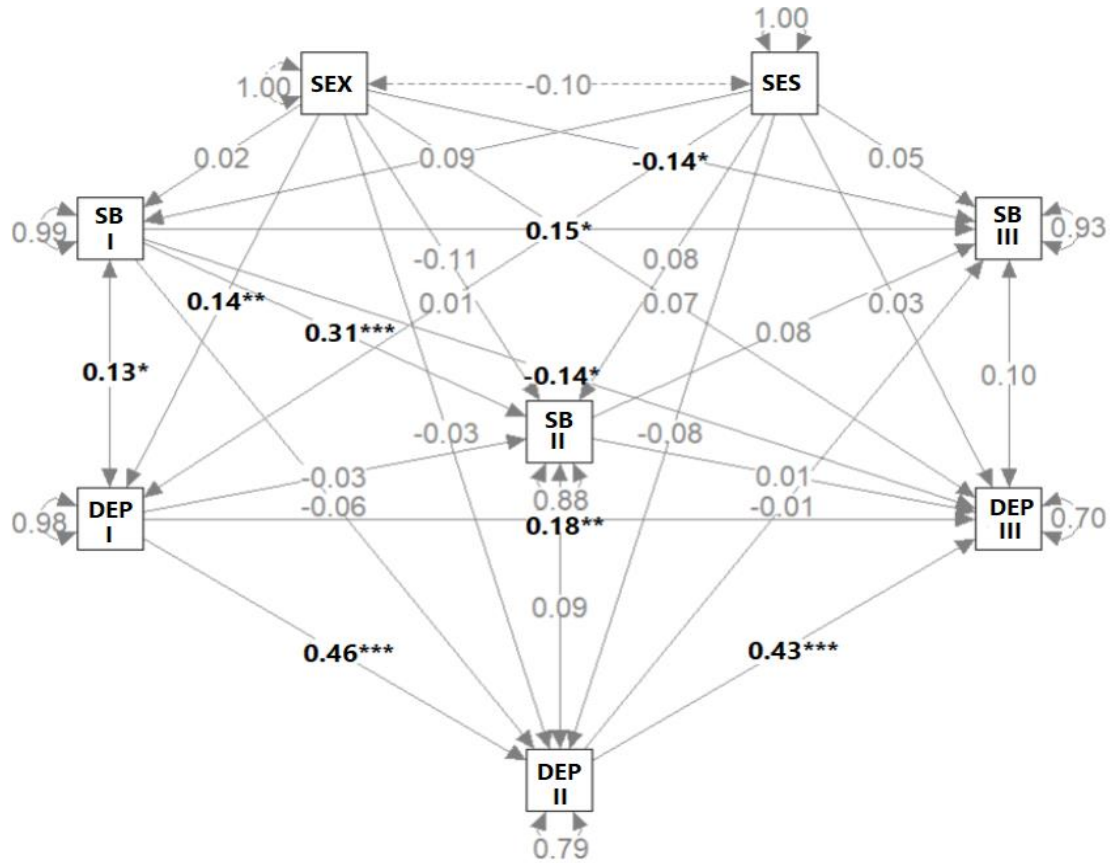 1.00
1.00 SEX -0.10 SES
0.02 0.09 -0.14* 0.05
0.99 SB I 0.15* SB III 0.93
-0.11 0.08
0.14** 0.01 0.07 0.03
0.31*** 0.08
0.13* -0.14* 0.10
SB II
-0.03 -0.08
-0.03 0.01
0.88
-0.06 -0.01
0.98 DEP I 0.18** DEP III 0.70
0.09
0.46*** 0.43***
DEP II
0.79